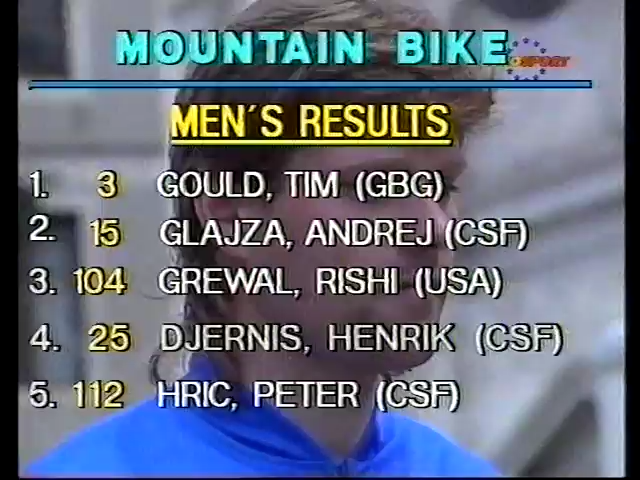 MOUNTAIN BIKE
MEN'S RESULTS
1. 3 GOULD, TIM (GBG)
2. 15 GLAJZA, ANDREJ (CSF)
3. 104 GREWAL, RISHI (USA)
4. 25 DJERNIS, HENRIK (CSF)
5. 112 HRIC, PETER (CSF)